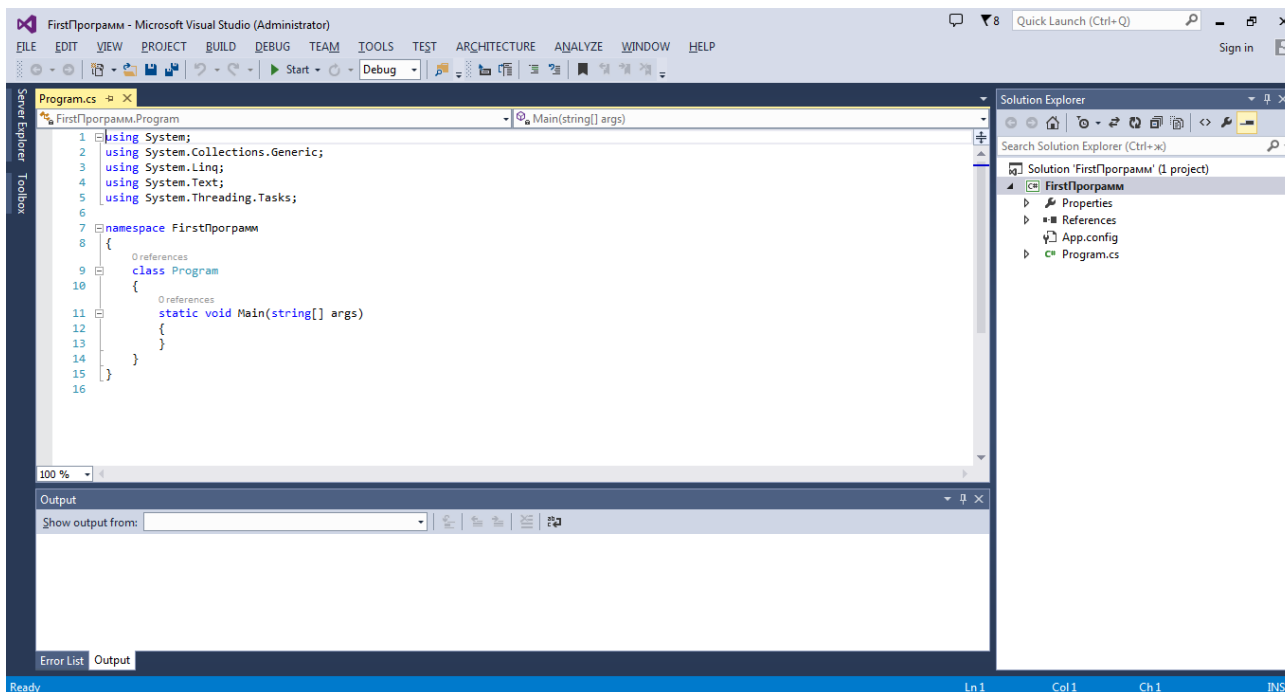 FirstПрограмм - Microsoft Visual Studio (Administrator)
8
Quick Launch (Ctrl+Q)
FILE EDIT VIEW PROJECT BUILD DEBUG TEAM TOOLS TEST ARCHITECTURE ANALYZE WINDOW HELP
Sign in
Start
Debug
Server Explorer
Toolbox
Program.cs
FirstПрограмм.Program
Main(string[] args)
1 using System;
2 using System.Collections.Generic;
3 using System.Linq;
4 using System.Text;
5 using System.Threading.Tasks;
6
7 namespace FirstПрограмм
8 {
0 references
9 class Program
10 {
0 references
11 static void Main(string[] args)
12 {
13 }
14 }
15 }
16
100 %
Output
Show output from:
Error List Output
Solution Explorer
Search Solution Explorer (Ctrl+ж)
Solution 'FirstПрограмм' (1 project)
C# FirstПрограмм
Properties
References
App.config
C# Program.cs
Ready
Ln 1 Col 1 Ch 1 INS